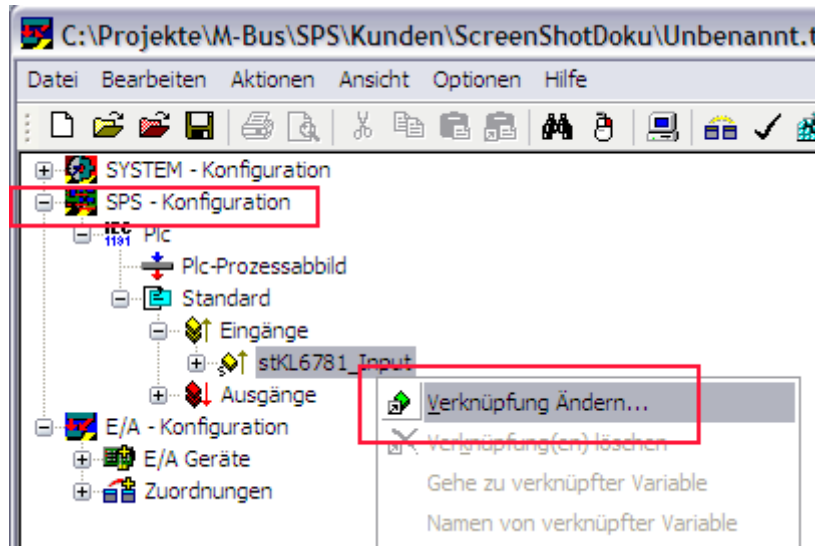 C:\Projekte\M-Bus\SPS\Kunden\ScreenShotDoku\Unbenannt.t
Datei Bearbeiten Aktionen Ansicht Optionen Hilfe
SYSTEM - Konfiguration
SPS - Konfiguration
IEC 1131 Plc
Plc-Prozessabbild
Standard
Eingänge
stKL6781_Input
Ausgänge
Verknüpfung Ändern...
E/A - Konfiguration
Verknüpfung(en) löschen
E/A Geräte
Gehe zu verknüpfter Variable
Zuordnungen
Namen von verknüpfter Variable